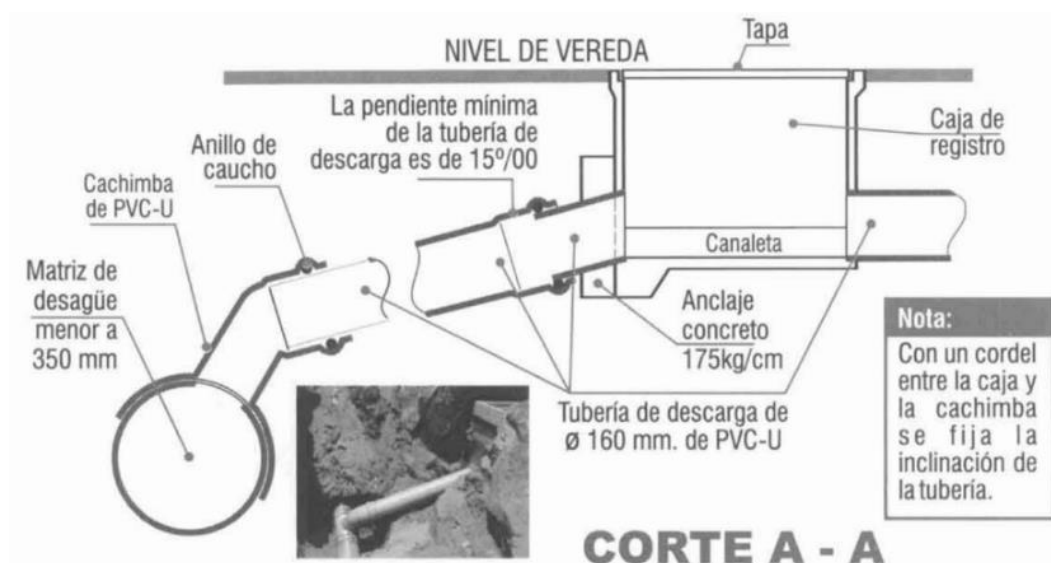 NIVEL DE VEREDA
Tapa
La pendiente mínima
de la tubería de
descarga es de 15º/00
Anillo de
caucho
Caja de
registro
Cachimba
de PVC-U
Canaleta
Matriz de
desagüe
menor a
350 mm
Anclaje
concreto
175kg/cm
Tubería de descarga de
ø 160 mm. de PVC-U
Nota:
Con un cordel
entre la caja y
la cachimba
se fija la
inclinación de
la tubería.
CORTE A - A